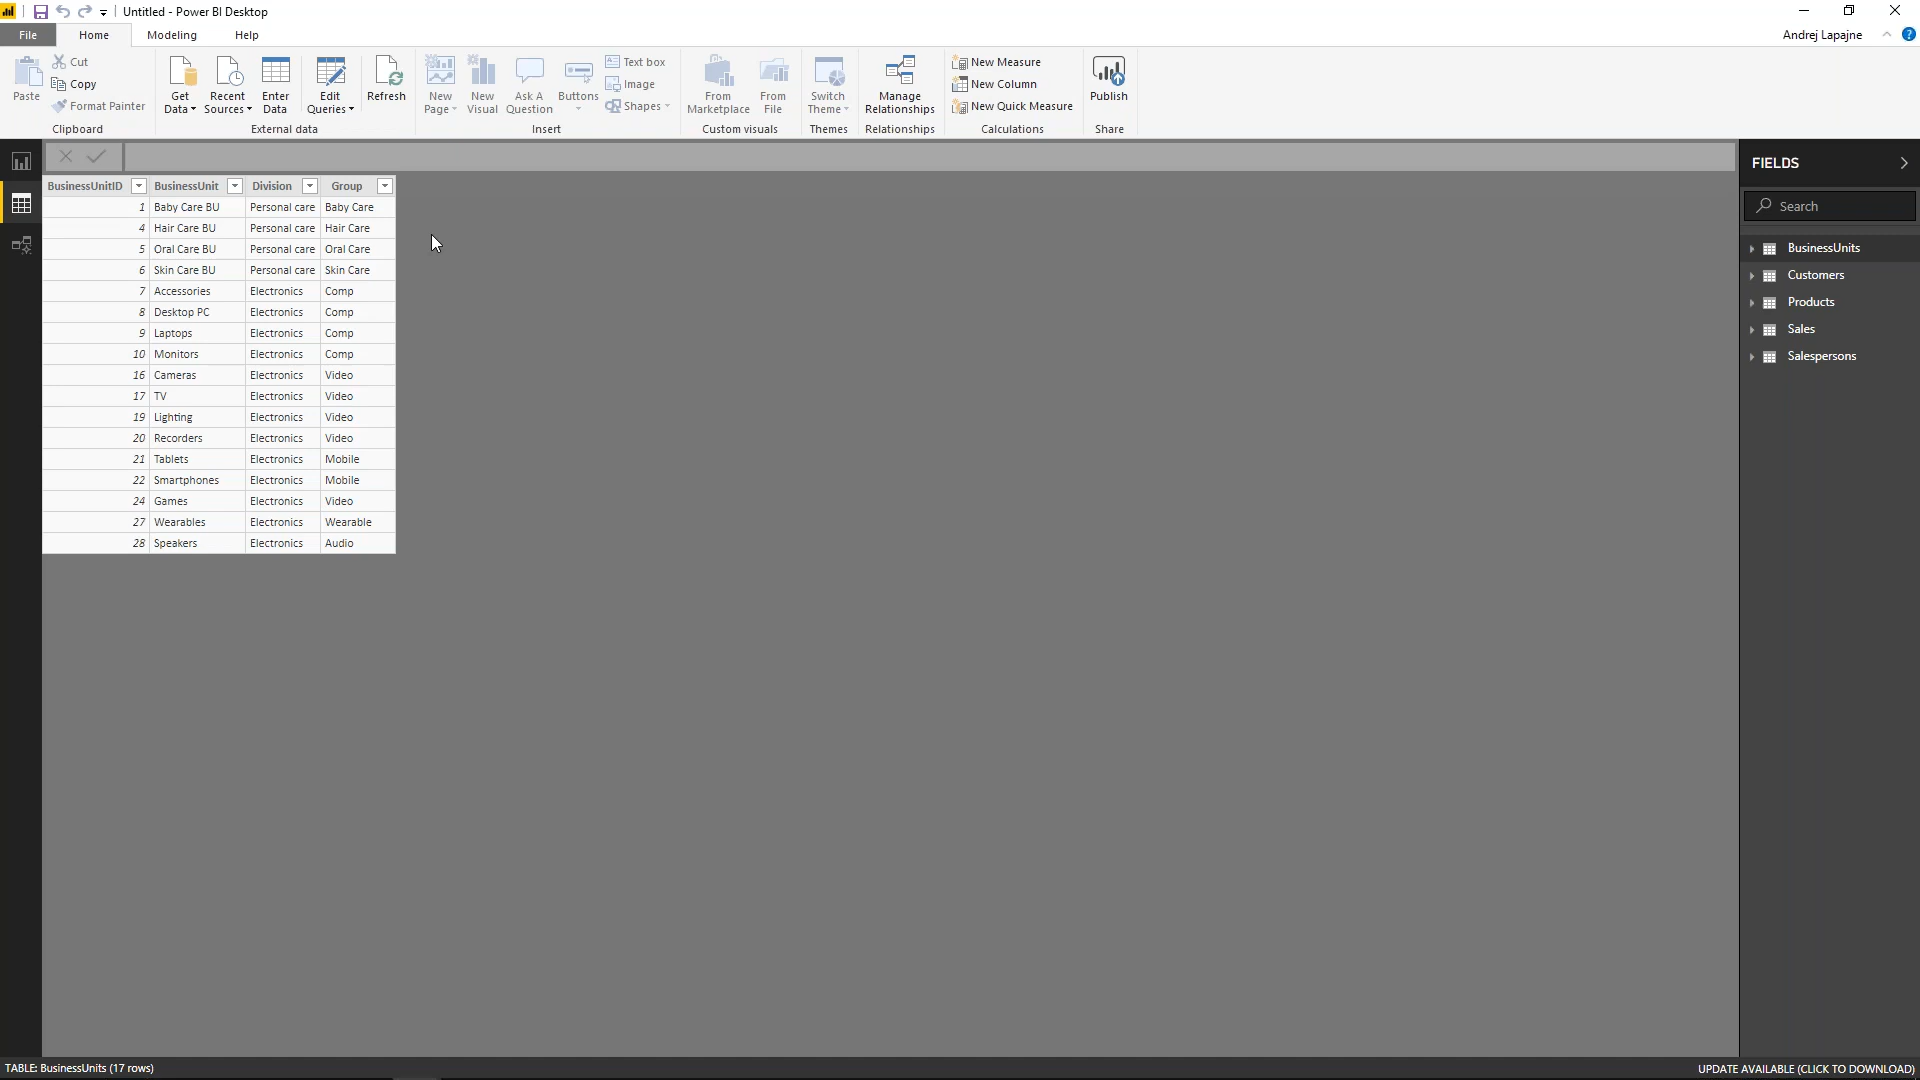 Untitled - Power BI Desktop
File Home Modeling Help Andrej Lapajne ?
Paste Cut Copy Format Painter
Get Data Recent Sources Enter Data Edit Queries Refresh
New Page New Visual Ask A Question Buttons Text box Image Shapes
From Marketplace From File Switch Theme Manage Relationships
New Measure New Column New Quick Measure Publish
Clipboard External data Insert Custom visuals Themes Relationships Calculations Share
FIELDS
Search
BusinessUnits
Customers
Products
Sales
Salespersons
BusinessUnitID BusinessUnit Division Group
1 Baby Care BU Personal care Baby Care
4 Hair Care BU Personal care Hair Care
5 Oral Care BU Personal care Oral Care
6 Skin Care BU Personal care Skin Care
7 Accessories Electronics Comp
8 Desktop PC Electronics Comp
9 Laptops Electronics Comp
10 Monitors Electronics Comp
16 Cameras Electronics Video
17 TV Electronics Video
19 Lighting Electronics Video
20 Recorders Electronics Video
21 Tablets Electronics Mobile
22 Smartphones Electronics Mobile
24 Games Electronics Video
27 Wearables Electronics Wearable
28 Speakers Electronics Audio
TABLE: BusinessUnits (17 rows) UPDATE AVAILABLE (CLICK TO DOWNLOAD)